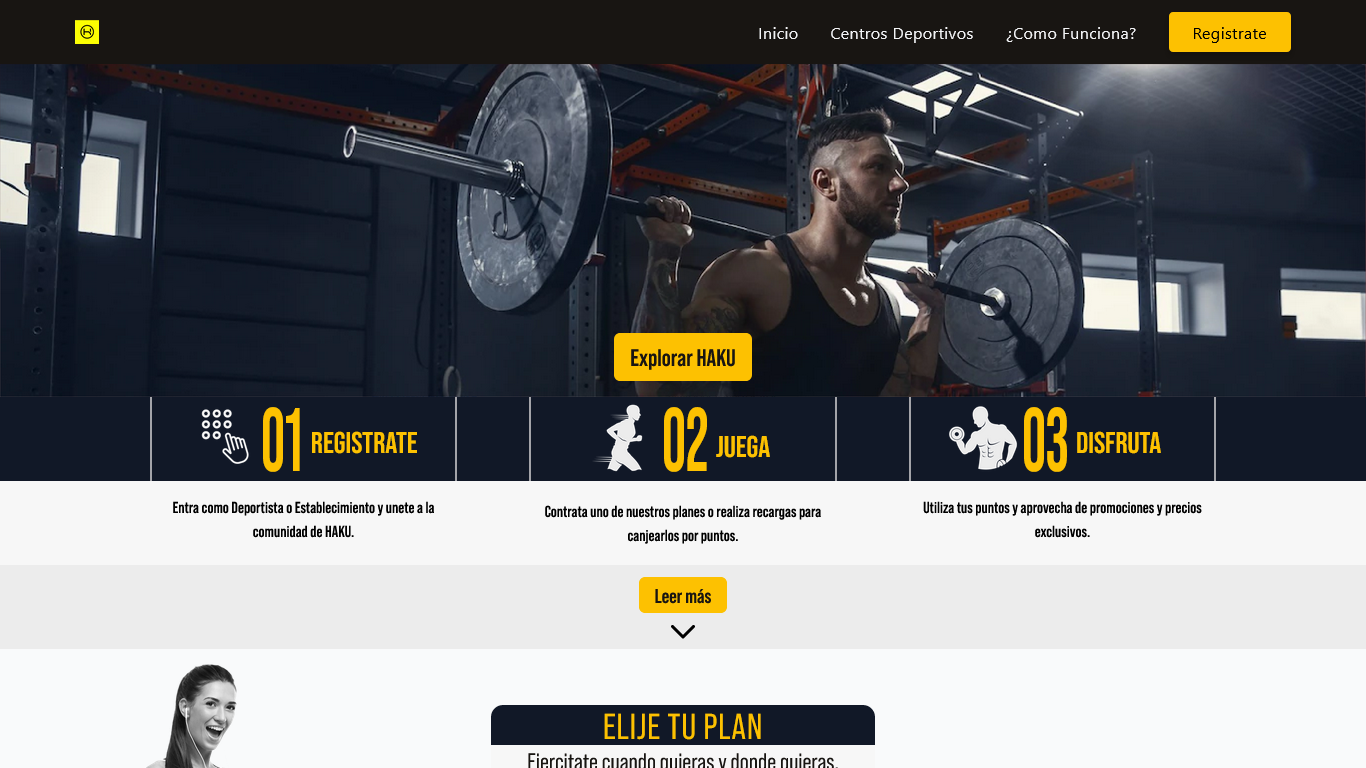 Inicio
Centros Deportivos
¿Como Funciona?
Registrate
Explorar HAKU
01 REGISTRATE
02 JUEGA
03 DISFRUTA
Entra como Deportista o Establecimiento y unete a la
comunidad de HAKU.
Contrata uno de nuestros planes o realiza recargas para
canjearlos por puntos.
Utiliza tus puntos y aprovecha de promociones y precios
exclusivos.
Leer más
ELIJE TU PLAN
Ejercitate cuando quieras y donde quieras.